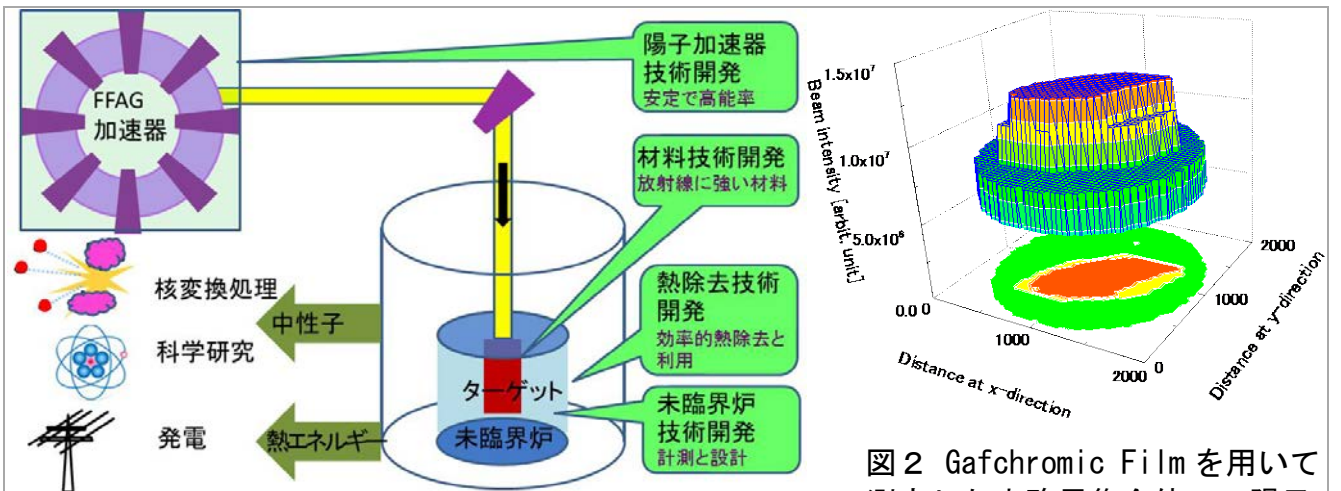 FFAG
加速器
陽子加速器
技術開発
安定で高能率
材料技術開発
放射線に強い材料
熱除去技術
開発
効率的熱除去と
利用
未臨界炉
技術開発
計測と設計
核変換処理
科学研究
発電
中性子
熱エネルギー
ターゲット
未臨界炉
Beam intensity [arbit. unit]
1.5x10⁷
1.0x10⁷
5.0x10⁶
0.0
0
1000
2000
Distance at x-direction
0
1000
2000
Distance at y-direction
図２ Gafchromic Film を用いて